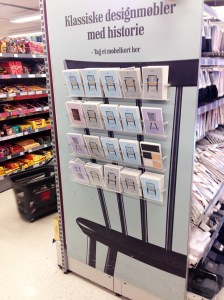 Klassiske designmøbler
med historie
- Tag et møbelkort her